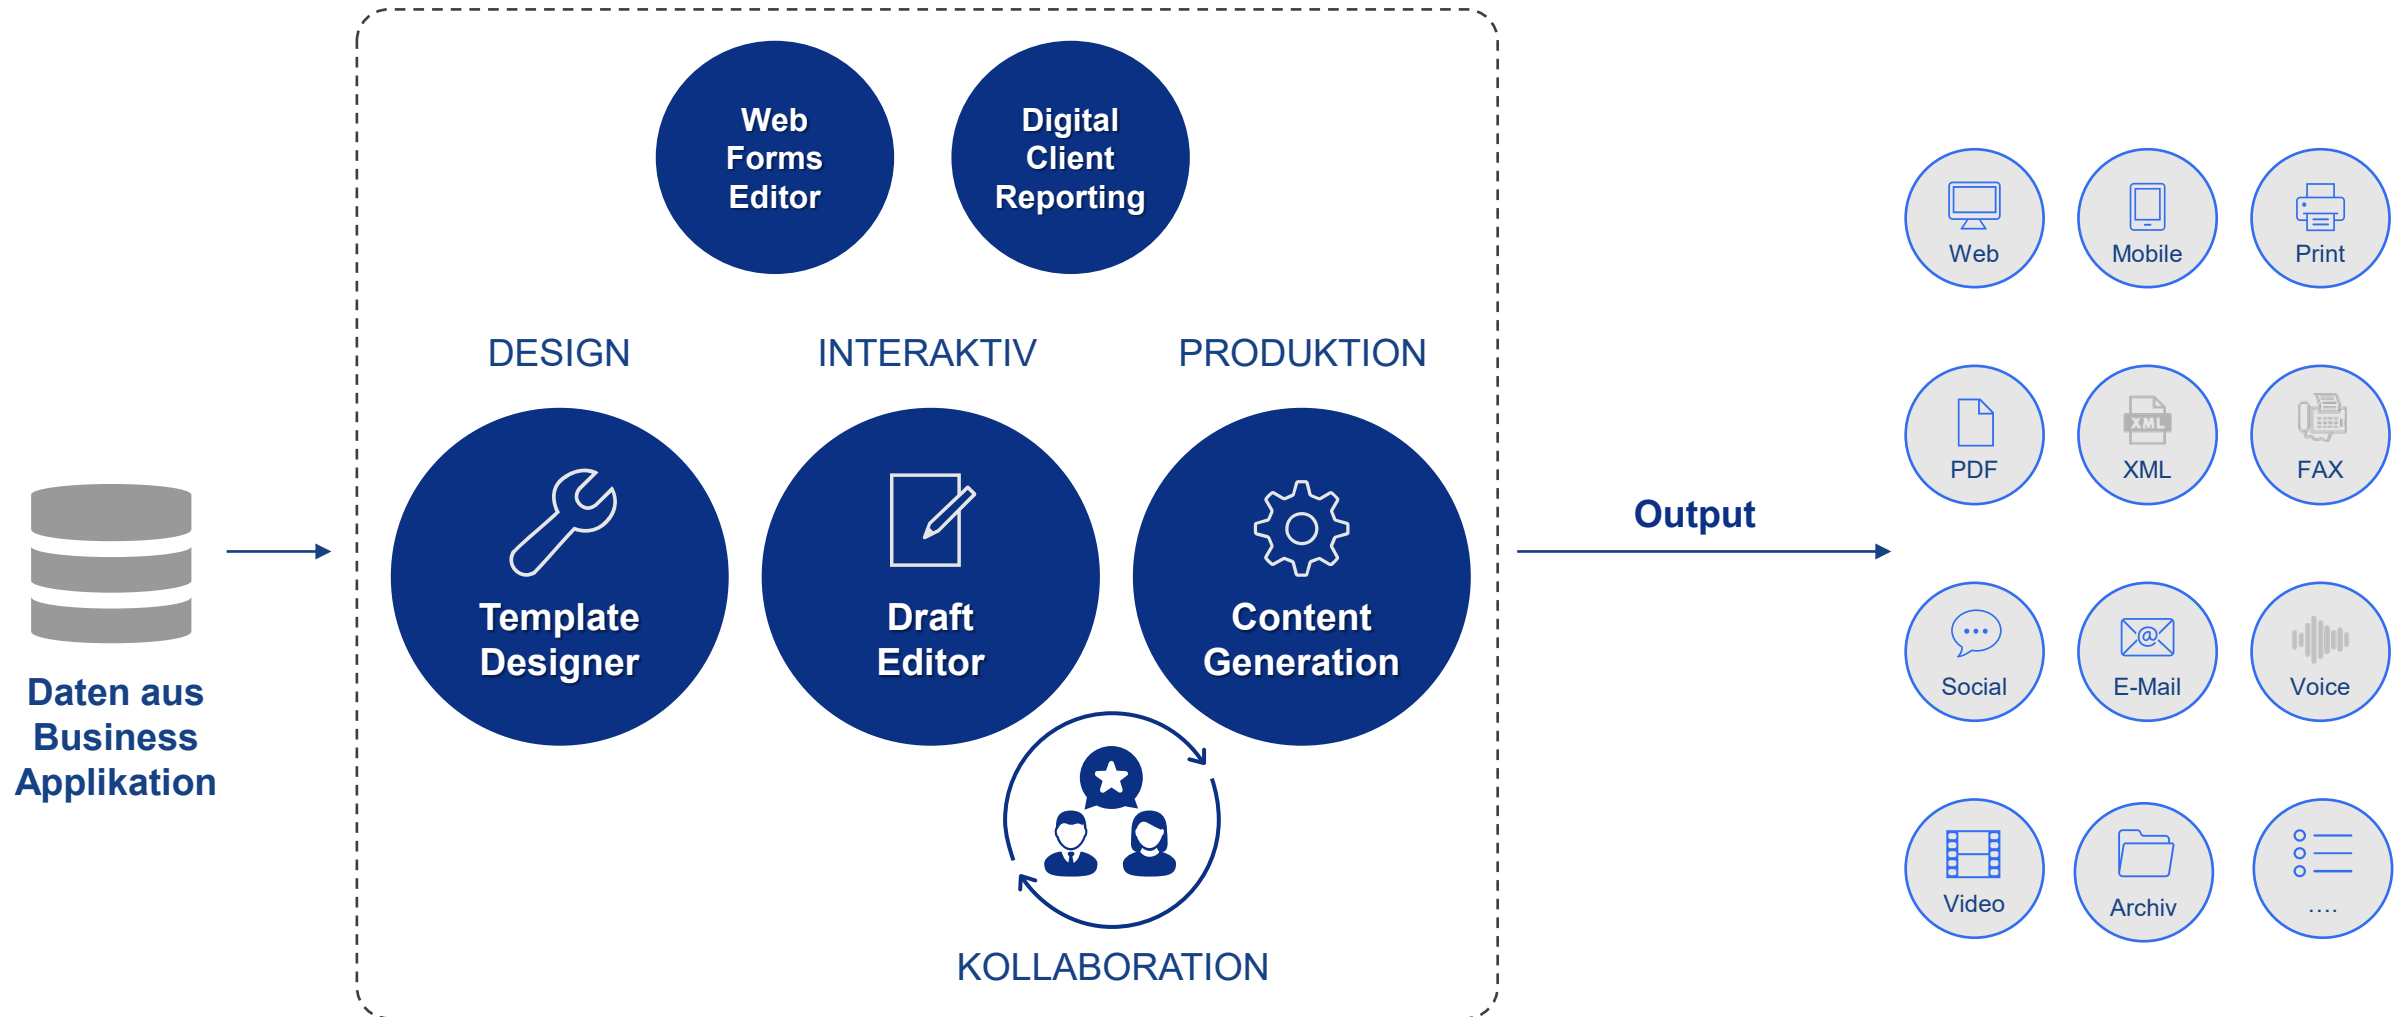 Daten aus
Business
Applikation
Web
Forms
Editor
Digital
Client
Reporting
DESIGN
INTERAKTIV
PRODUKTION
Template
Designer
Draft
Editor
Content
Generation
KOLLABORATION
Output
Web
Mobile
Print
PDF
XML
XML
FAX
Social
@
E-Mail
Voice
Video
Archiv
....